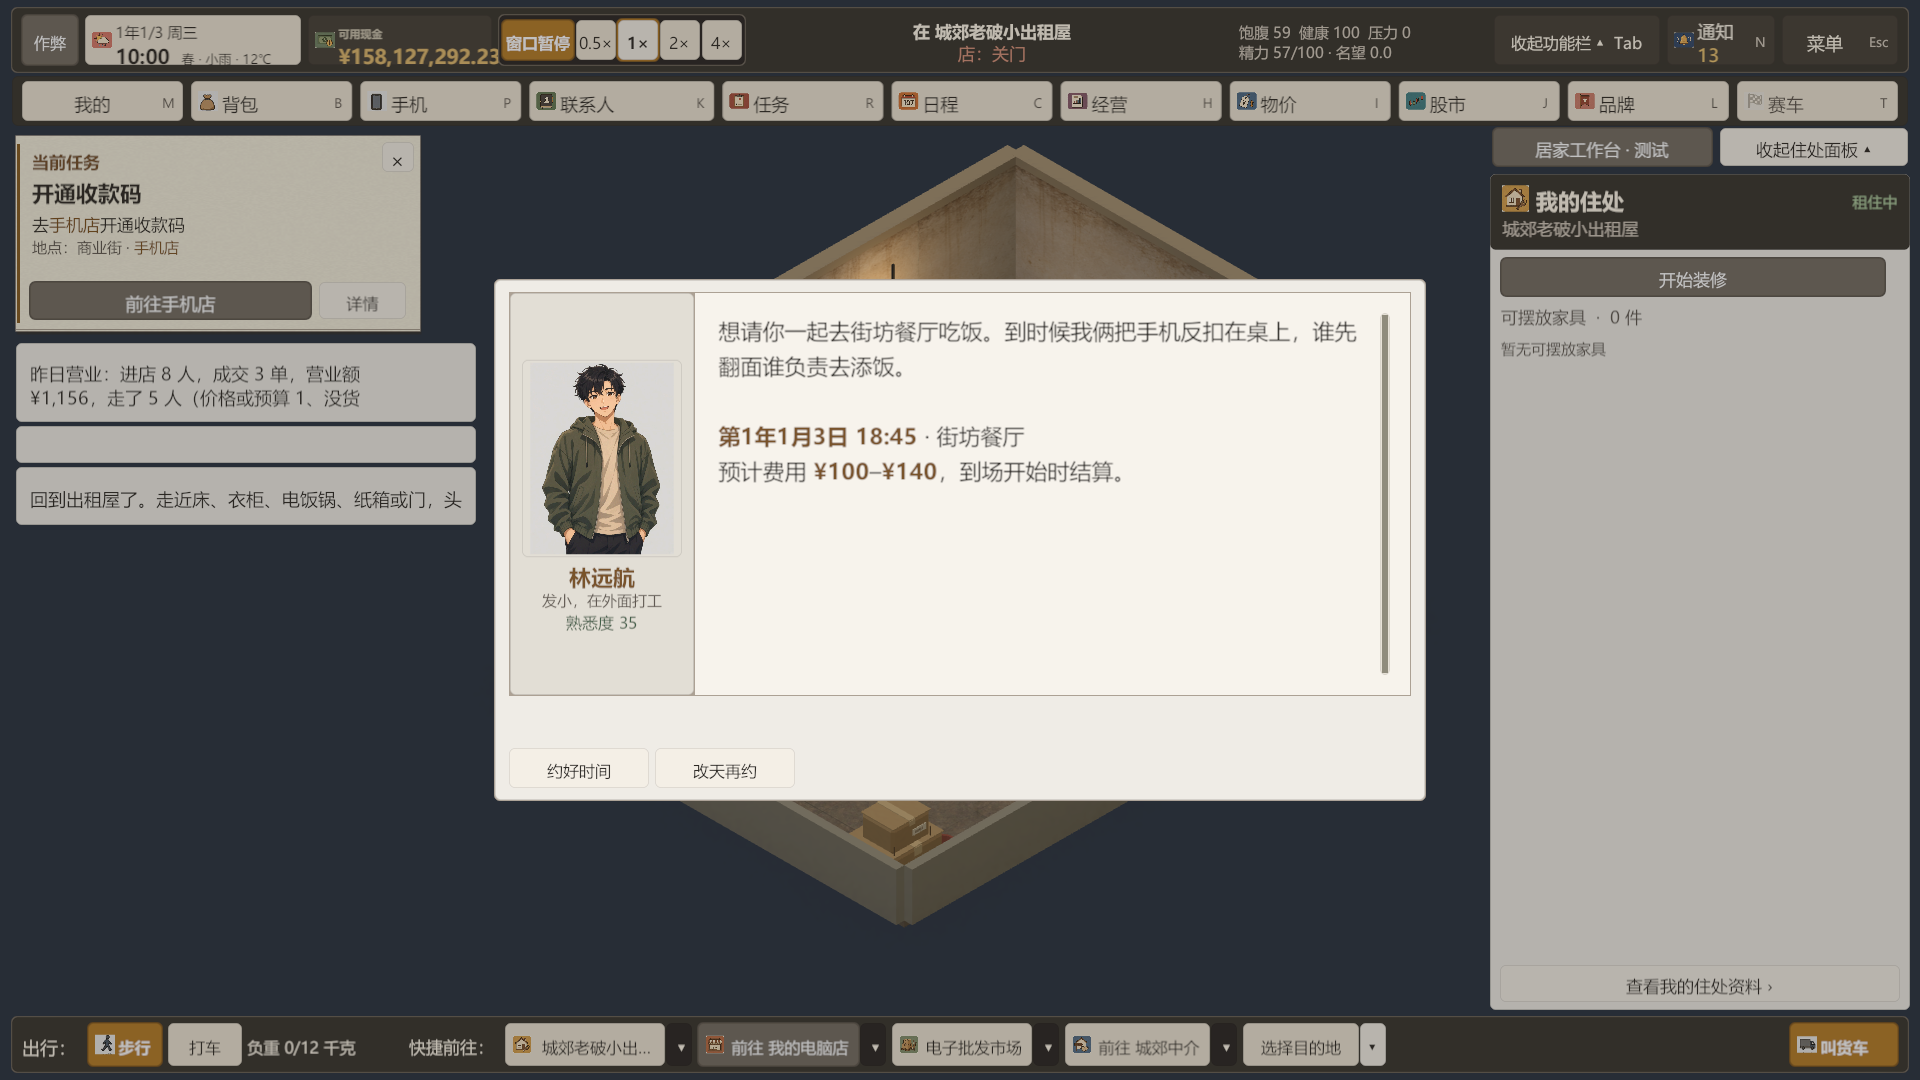 作弊
1年1/3 周三
10:00 春 · 小雨 · 12℃
可用现金
¥158,127,292.23
窗口暂停 0.5× 1× 2× 4×
在 城郊老破小出租屋
店：关门
饱腹 59 健康 100 压力 0
精力 57/100 · 名望 0.0
收起功能栏 ▴ Tab
通知
13
N
菜单 Esc
我的 M
背包 B
手机 P
联系人 K
任务 R
日程 C
经营 H
物价 I
股市 J
品牌 L
赛车 T
当前任务
×
开通收款码
去手机店开通收款码
地点：商业街 · 手机店
前往手机店
详情
昨日营业：进店 8 人，成交 3 单，营业额
¥1,156，走了 5 人（价格或预算 1、没货
回到出租屋了。走近床、衣柜、电饭锅、纸箱或门，头
想请你一起去街坊餐厅吃饭。到时候我俩把手机反扣在桌上，谁先
翻面谁负责去添饭。
第1年1月3日 18:45 · 街坊餐厅
预计费用 ¥100–¥140，到场开始时结算。
林远航
发小，在外面打工
熟悉度 35
约好时间
改天再约
居家工作台 · 测试
收起住处面板 ▴
我的住处
租住中
城郊老破小出租屋
开始装修
可摆放家具 · 0 件
暂无可摆放家具
查看我的住处资料 ›
出行：
步行
打车
负重 0/12 千克
快捷前往：
城郊老破小出... ▾
前往 我的电脑店 ▾
电子批发市场 ▾
前往 城郊中介 ▾
选择目的地 ▾
叫货车